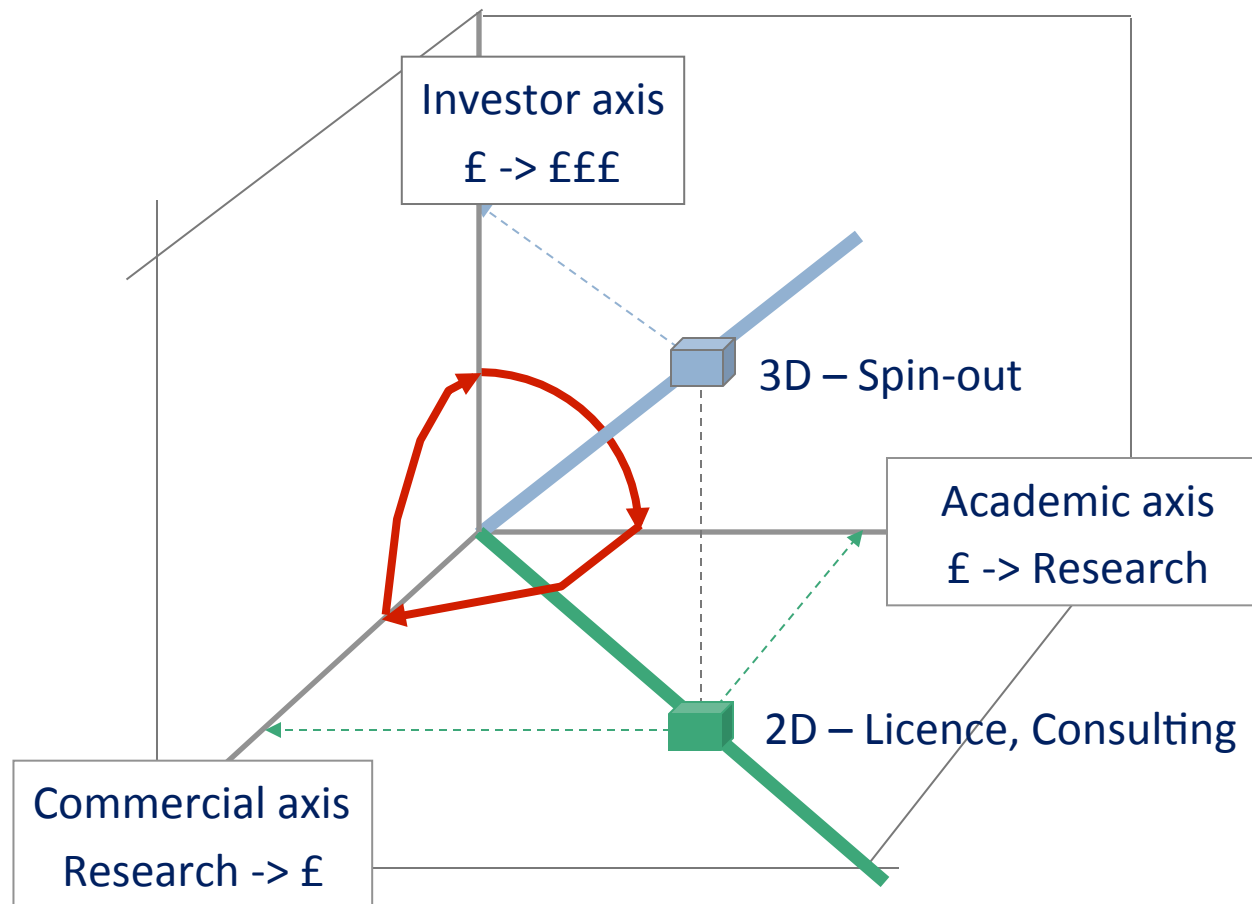 Investor axis
£ -> £££
3D – Spin-out
Academic axis
£ -> Research
2D – Licence, Consulting
Commercial axis
Research -> £